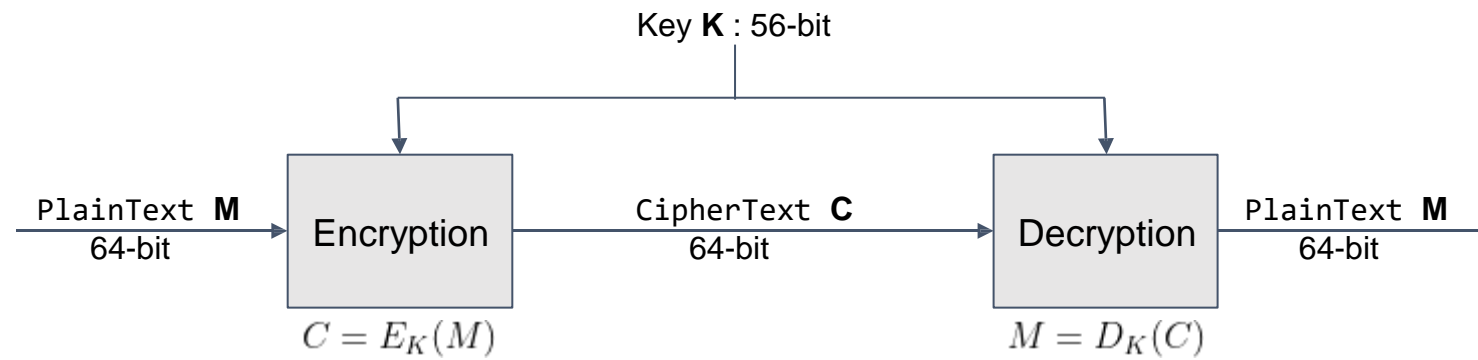 Key K : 56-bit
PlainText M
64-bit
Encryption
CipherText C
64-bit
Decryption
PlainText M
64-bit
C = E_K(M)
M = D_K(C)